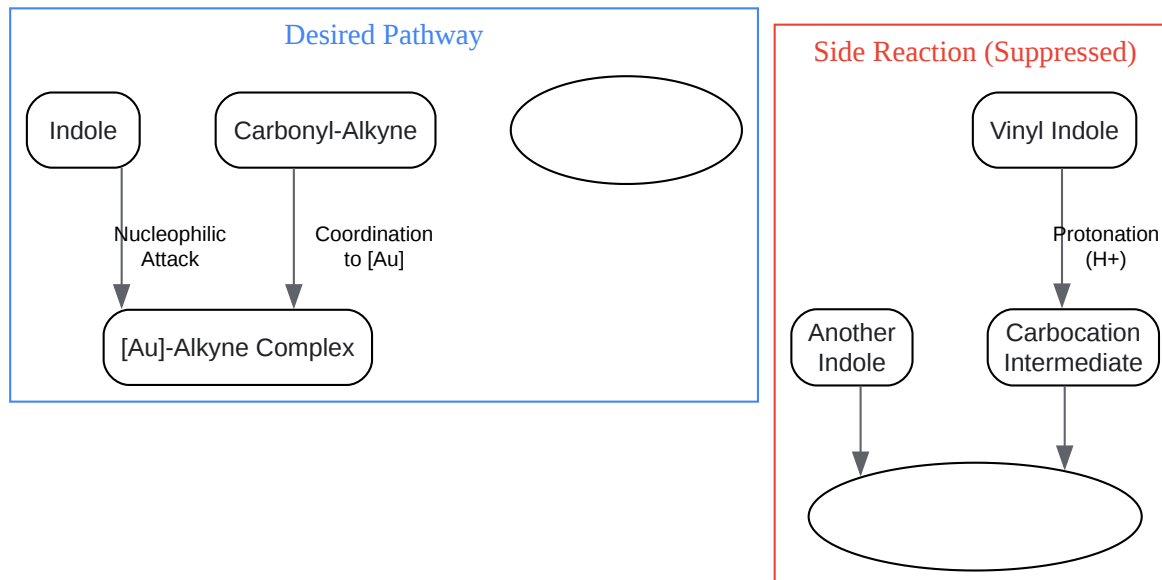 Desired Pathway
Indole
Carbonyl-Alkyne
Nucleophilic
Attack
Coordination
to [Au]
[Au]-Alkyne Complex
Side Reaction (Suppressed)
Vinyl Indole
Protonation
(H+)
Another
Indole
Carbocation
Intermediate